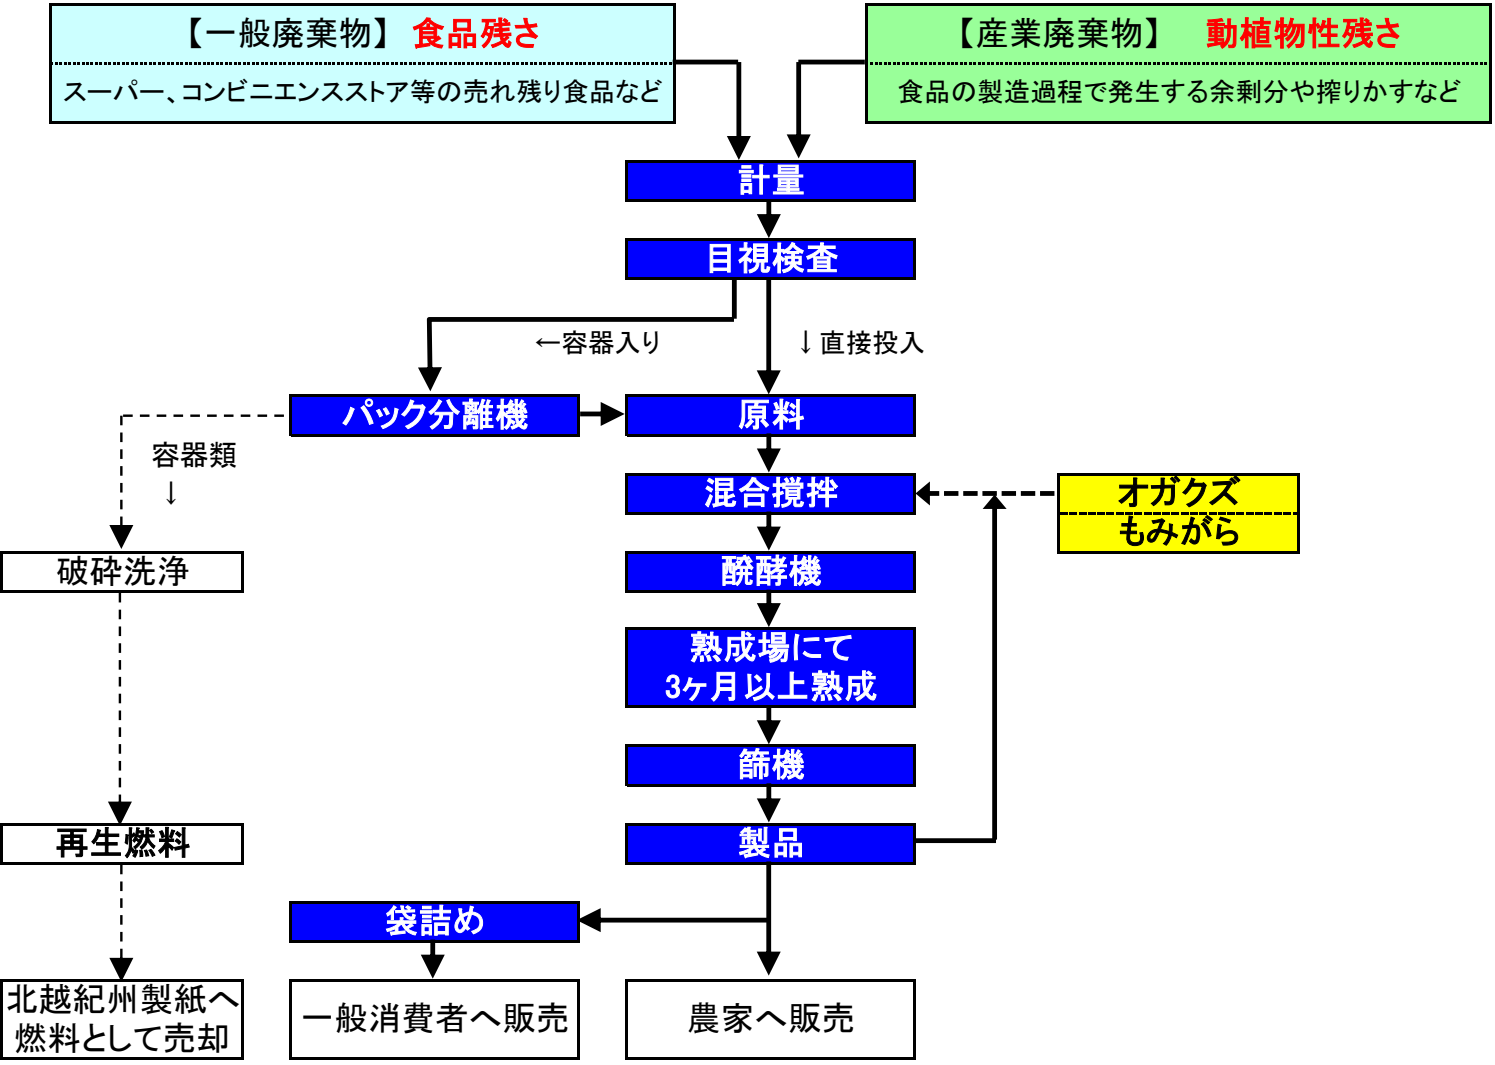 【一般廃棄物】 食品残さ
スーパー、コンビニエンスストア等の売れ残り食品など
【産業廃棄物】 動植物性残さ
食品の製造過程で発生する余剰分や搾りかすなど
計量
目視検査
←容器入り
↓直接投入
パック分離機
原料
容器類
↓
混合撹拌
オガクズ
もみがら
破砕洗浄
醗酵機
熟成場にて
3ヶ月以上熟成
篩機
再生燃料
製品
袋詰め
北越紀州製紙へ
燃料として売却
一般消費者へ販売
農家へ販売